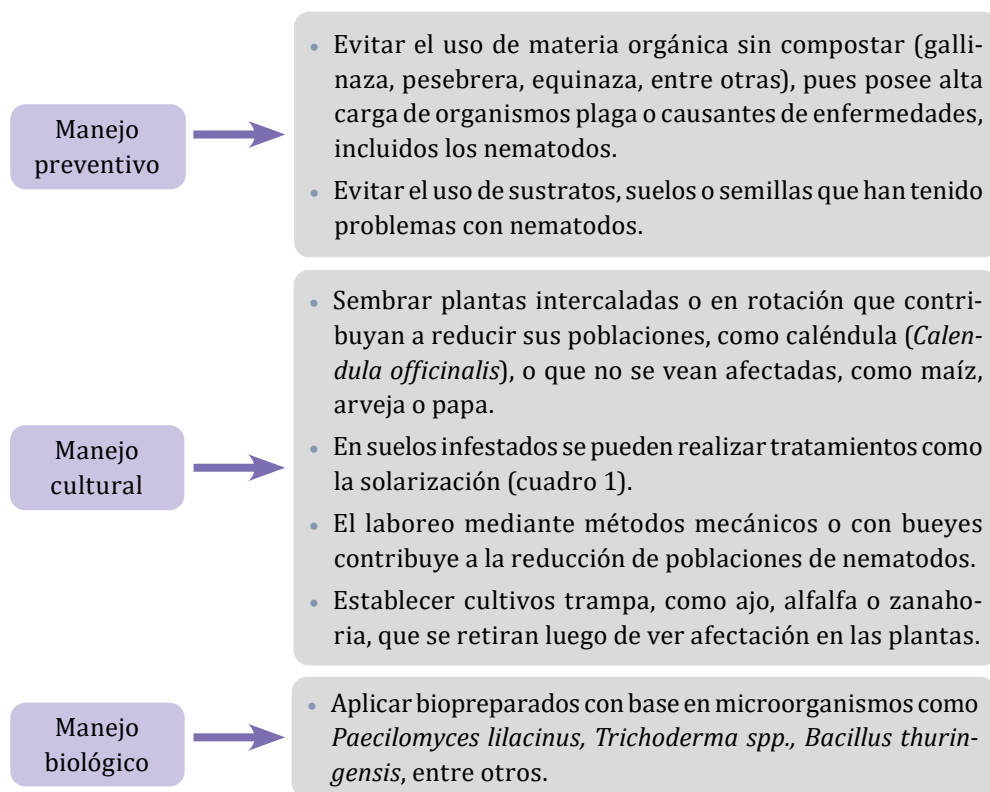 Manejo
preventivo
• Evitar el uso de materia orgánica sin compostar (galli-
naza, pesebrera, equinaza, entre otras), pues posee alta
carga de organismos plaga o causantes de enfermedades,
incluidos los nematodos.
• Evitar el uso de sustratos, suelos o semillas que han tenido
problemas con nematodos.
Manejo
cultural
• Sembrar plantas intercaladas o en rotación que contri-
buyan a reducir sus poblaciones, como caléndula (Calen-
dula officinalis), o que no se vean afectadas, como maíz,
arveja o papa.
• En suelos infestados se pueden realizar tratamientos como
la solarización (cuadro 1).
• El laboreo mediante métodos mecánicos o con bueyes
contribuye a la reducción de poblaciones de nematodos.
• Establecer cultivos trampa, como ajo, alfalfa o zanaho-
ria, que se retiran luego de ver afectación en las plantas.
Manejo
biológico
• Aplicar biopreparados con base en microorganismos como
Paecilomyces lilacinus, Trichoderma spp., Bacillus thurin-
gensis, entre otros.